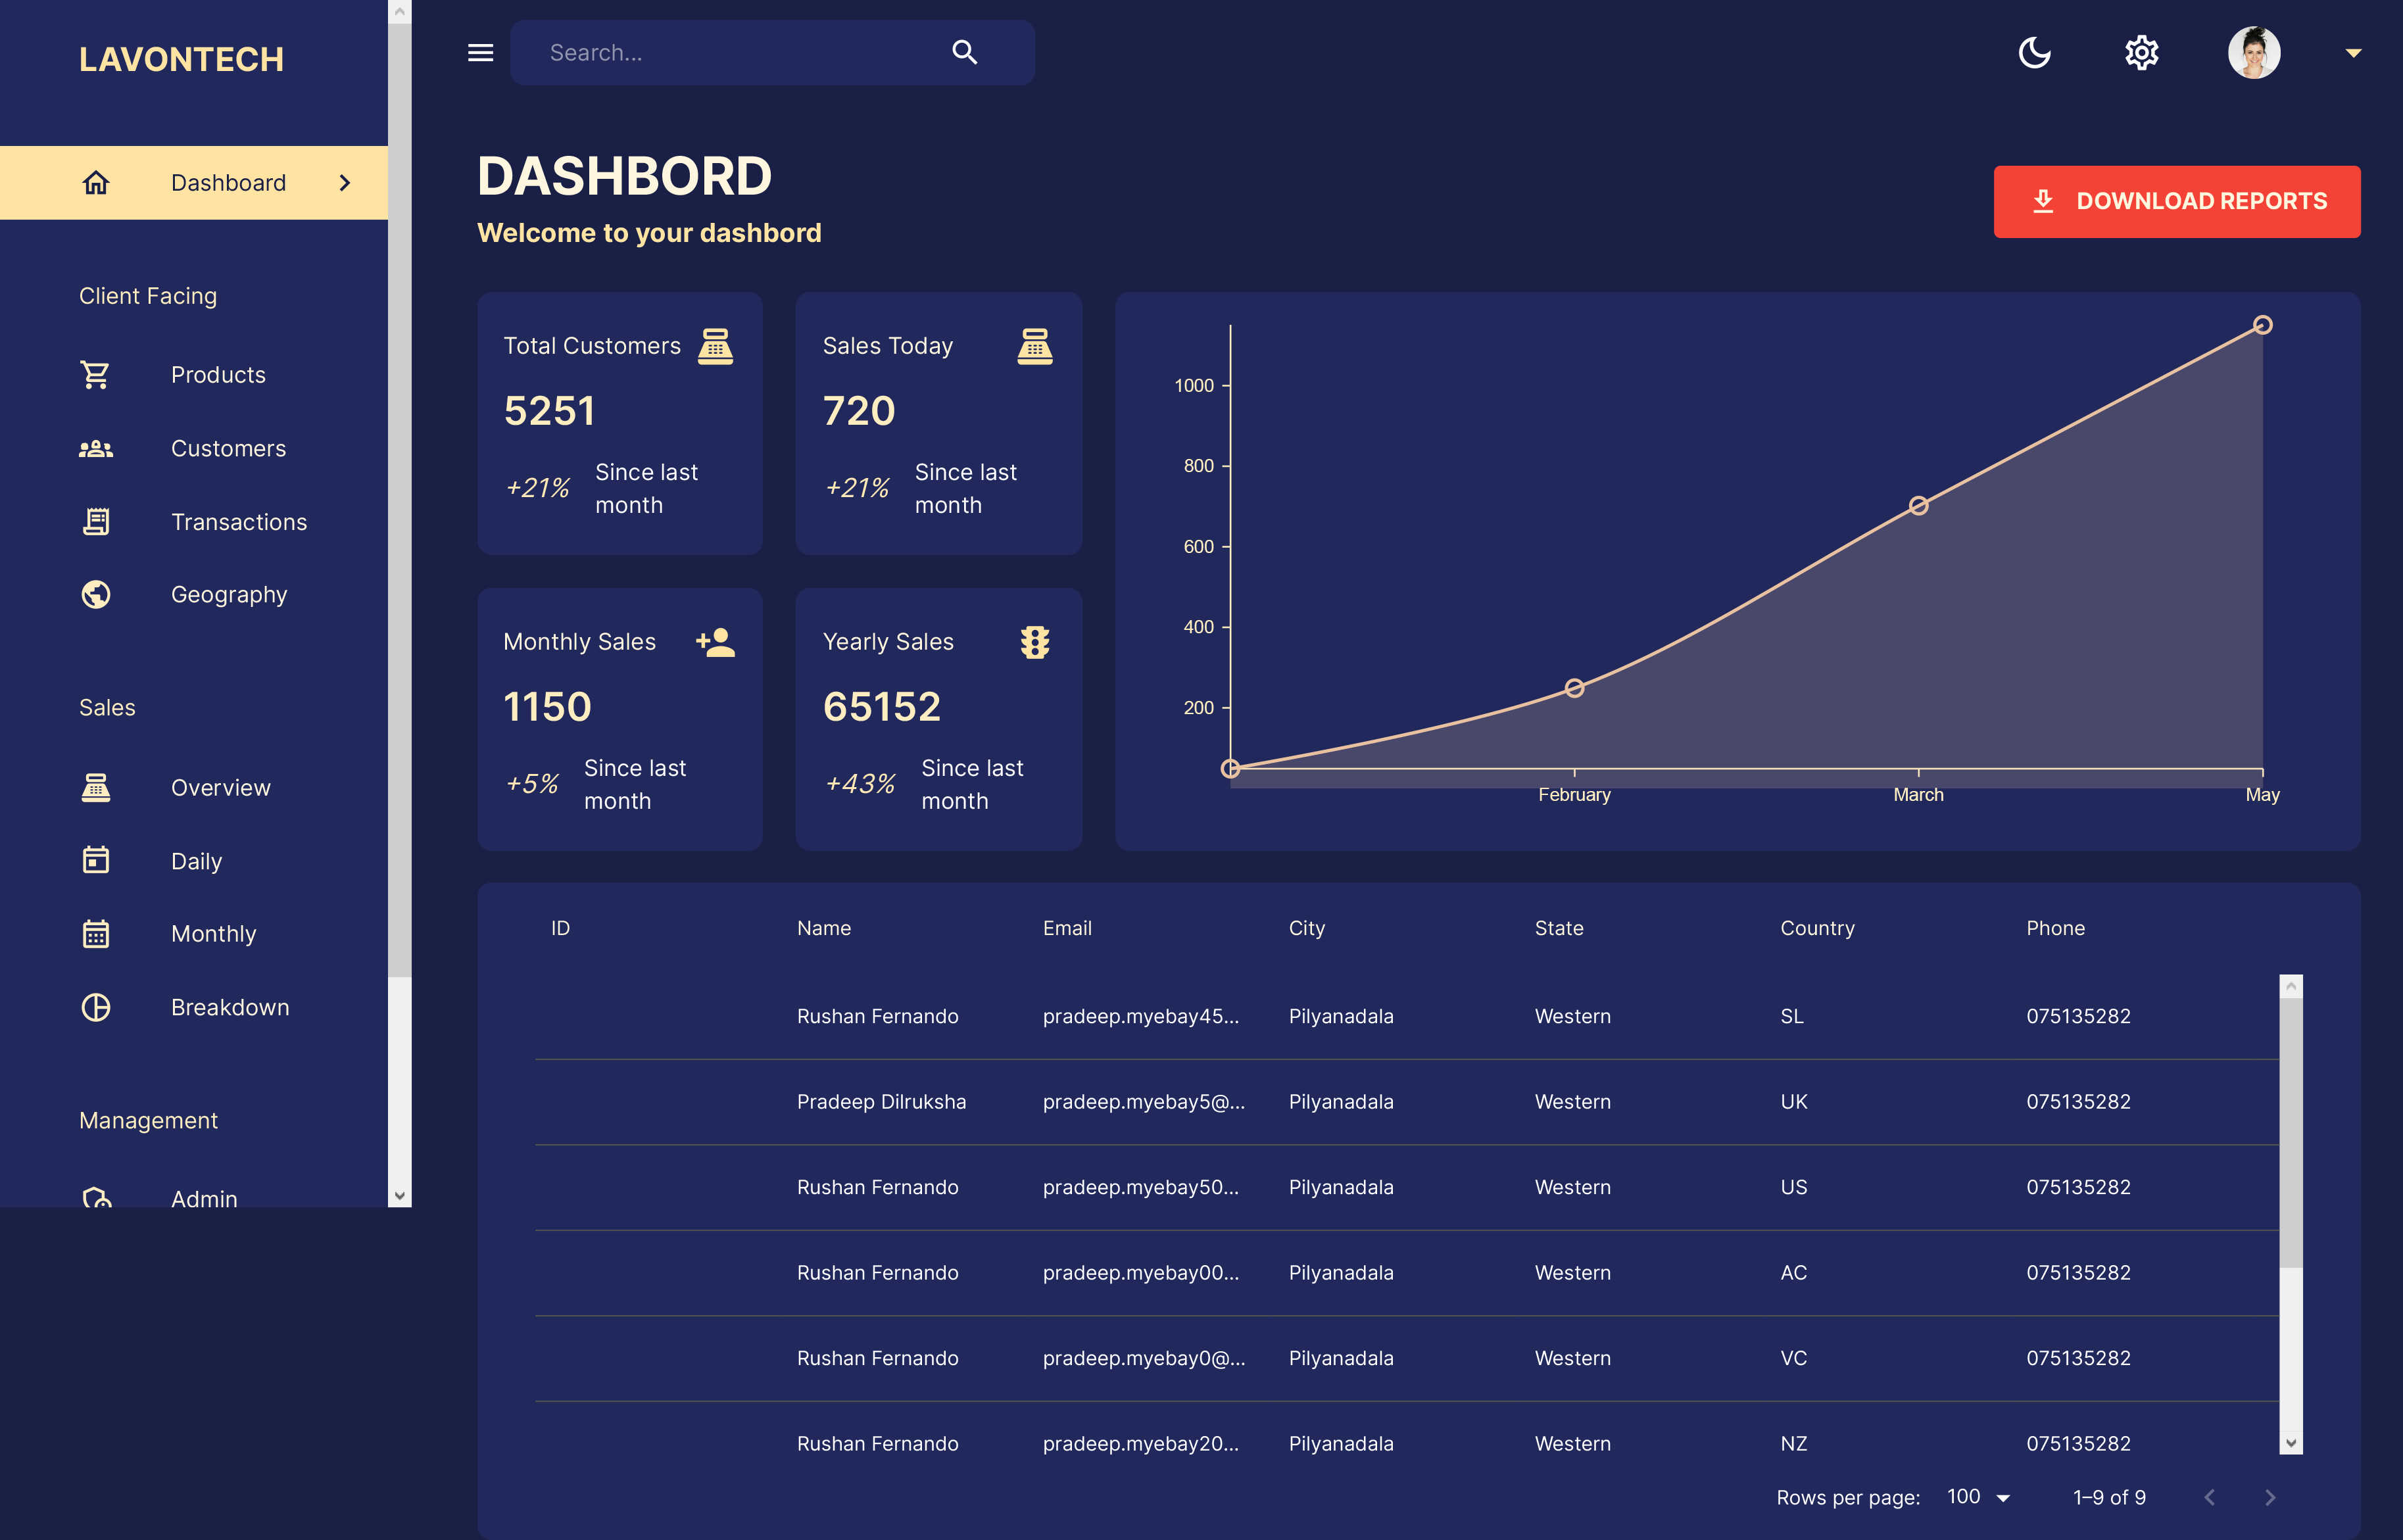 LAVONTECH
Search...
Dashboard
Client Facing
Products
Customers
Transactions
Geography
Sales
Overview
Daily
Monthly
Breakdown
Management
Admin
DASHBORD
Welcome to your dashbord
DOWNLOAD REPORTS
Total Customers
5251
+21%
Since last
month
Sales Today
720
+21%
Since last
month
Monthly Sales
1150
+5%
Since last
month
Yearly Sales
65152
+43%
Since last
month
1000
800
600
400
200
February March May
ID Name Email City State Country Phone
Rushan Fernando pradeep.myebay45... Pilyanadala Western SL 075135282
Pradeep Dilruksha pradeep.myebay5@... Pilyanadala Western UK 075135282
Rushan Fernando pradeep.myebay50... Pilyanadala Western US 075135282
Rushan Fernando pradeep.myebay00... Pilyanadala Western AC 075135282
Rushan Fernando pradeep.myebay0@... Pilyanadala Western VC 075135282
Rushan Fernando pradeep.myebay20... Pilyanadala Western NZ 075135282
Rows per page: 100 1–9 of 9